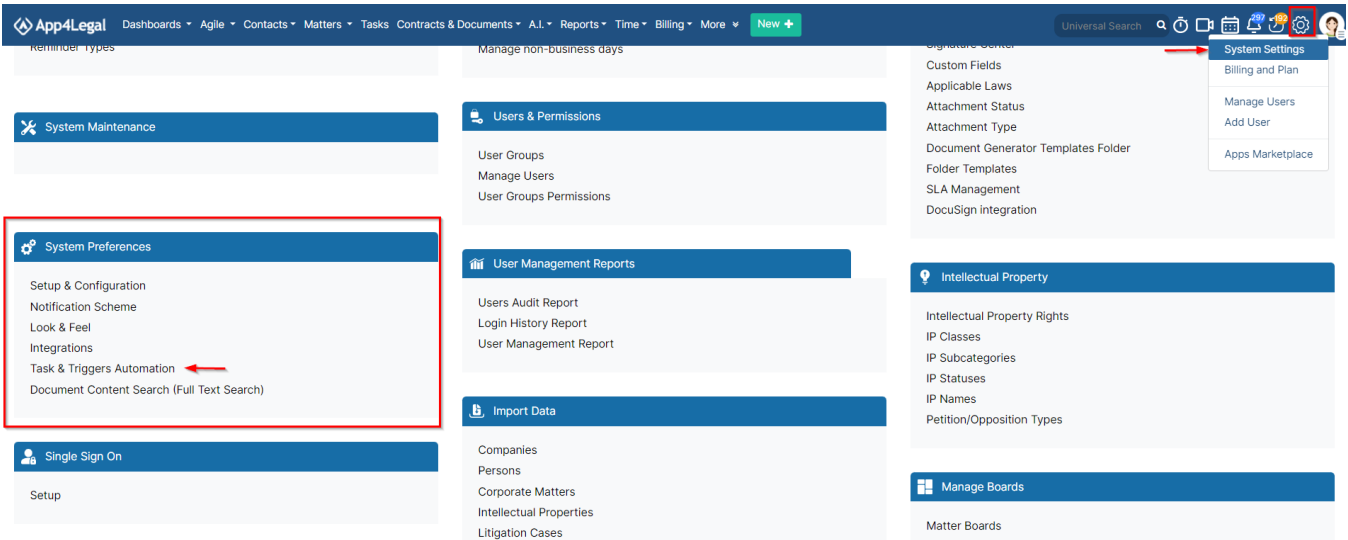 App4Legal Dashboards Agile Contacts Matters Tasks Contracts & Documents A.I. Reports Time Billing More New + Universal Search 297 192
System Settings
Billing and Plan
Manage Users
Add User
Apps Marketplace
Reminder Types
System Maintenance
System Preferences
Setup & Configuration
Notification Scheme
Look & Feel
Integrations
Task & Triggers Automation
Document Content Search (Full Text Search)
Single Sign On
Setup
Manage non-business days
Users & Permissions
User Groups
Manage Users
User Groups Permissions
User Management Reports
Users Audit Report
Login History Report
User Management Report
Import Data
Companies
Persons
Corporate Matters
Intellectual Properties
Litigation Cases
Signature Center
Custom Fields
Applicable Laws
Attachment Status
Attachment Type
Document Generator Templates Folder
Folder Templates
SLA Management
DocuSign integration
Intellectual Property
Intellectual Property Rights
IP Classes
IP Subcategories
IP Statuses
IP Names
Petition/Opposition Types
Manage Boards
Matter Boards